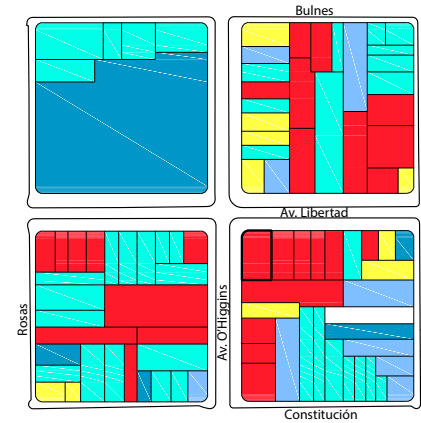 Bulnes
Av. Libertad
Rosas
Av. O'Higgins
Constitución